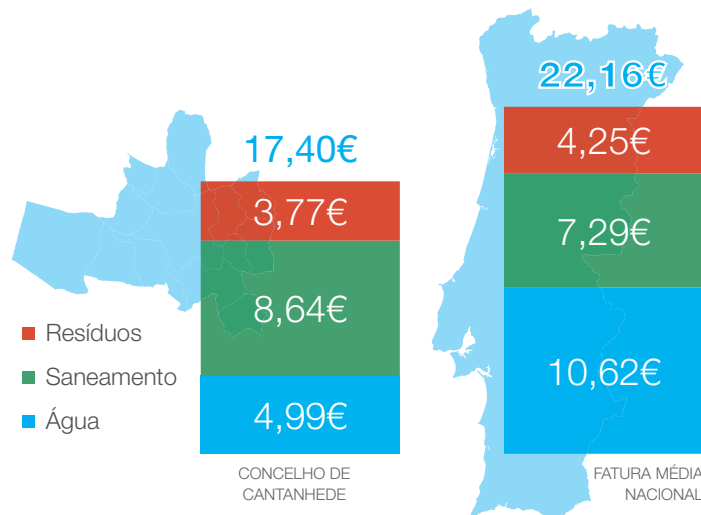 22,16€
17,40€
4,25€
3,77€
7,29€
8,64€
Resíduos
Saneamento
10,62€
4,99€
Água
CONCELHO DE
CANTANHEDE
FATURA MÉDIA
NACIONAL